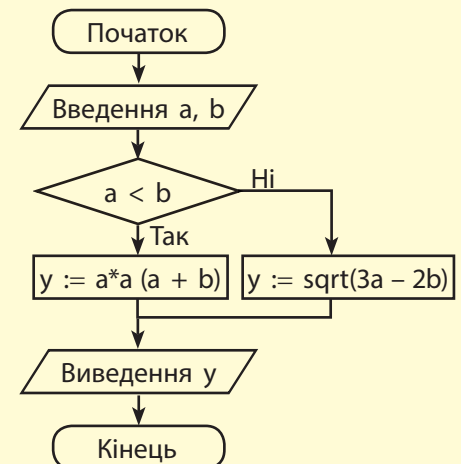 Початок
Введення a, b
a < b
Ні
Так
y := a*a (a + b)
y := sqrt(3a – 2b)
Виведення y
Кінець